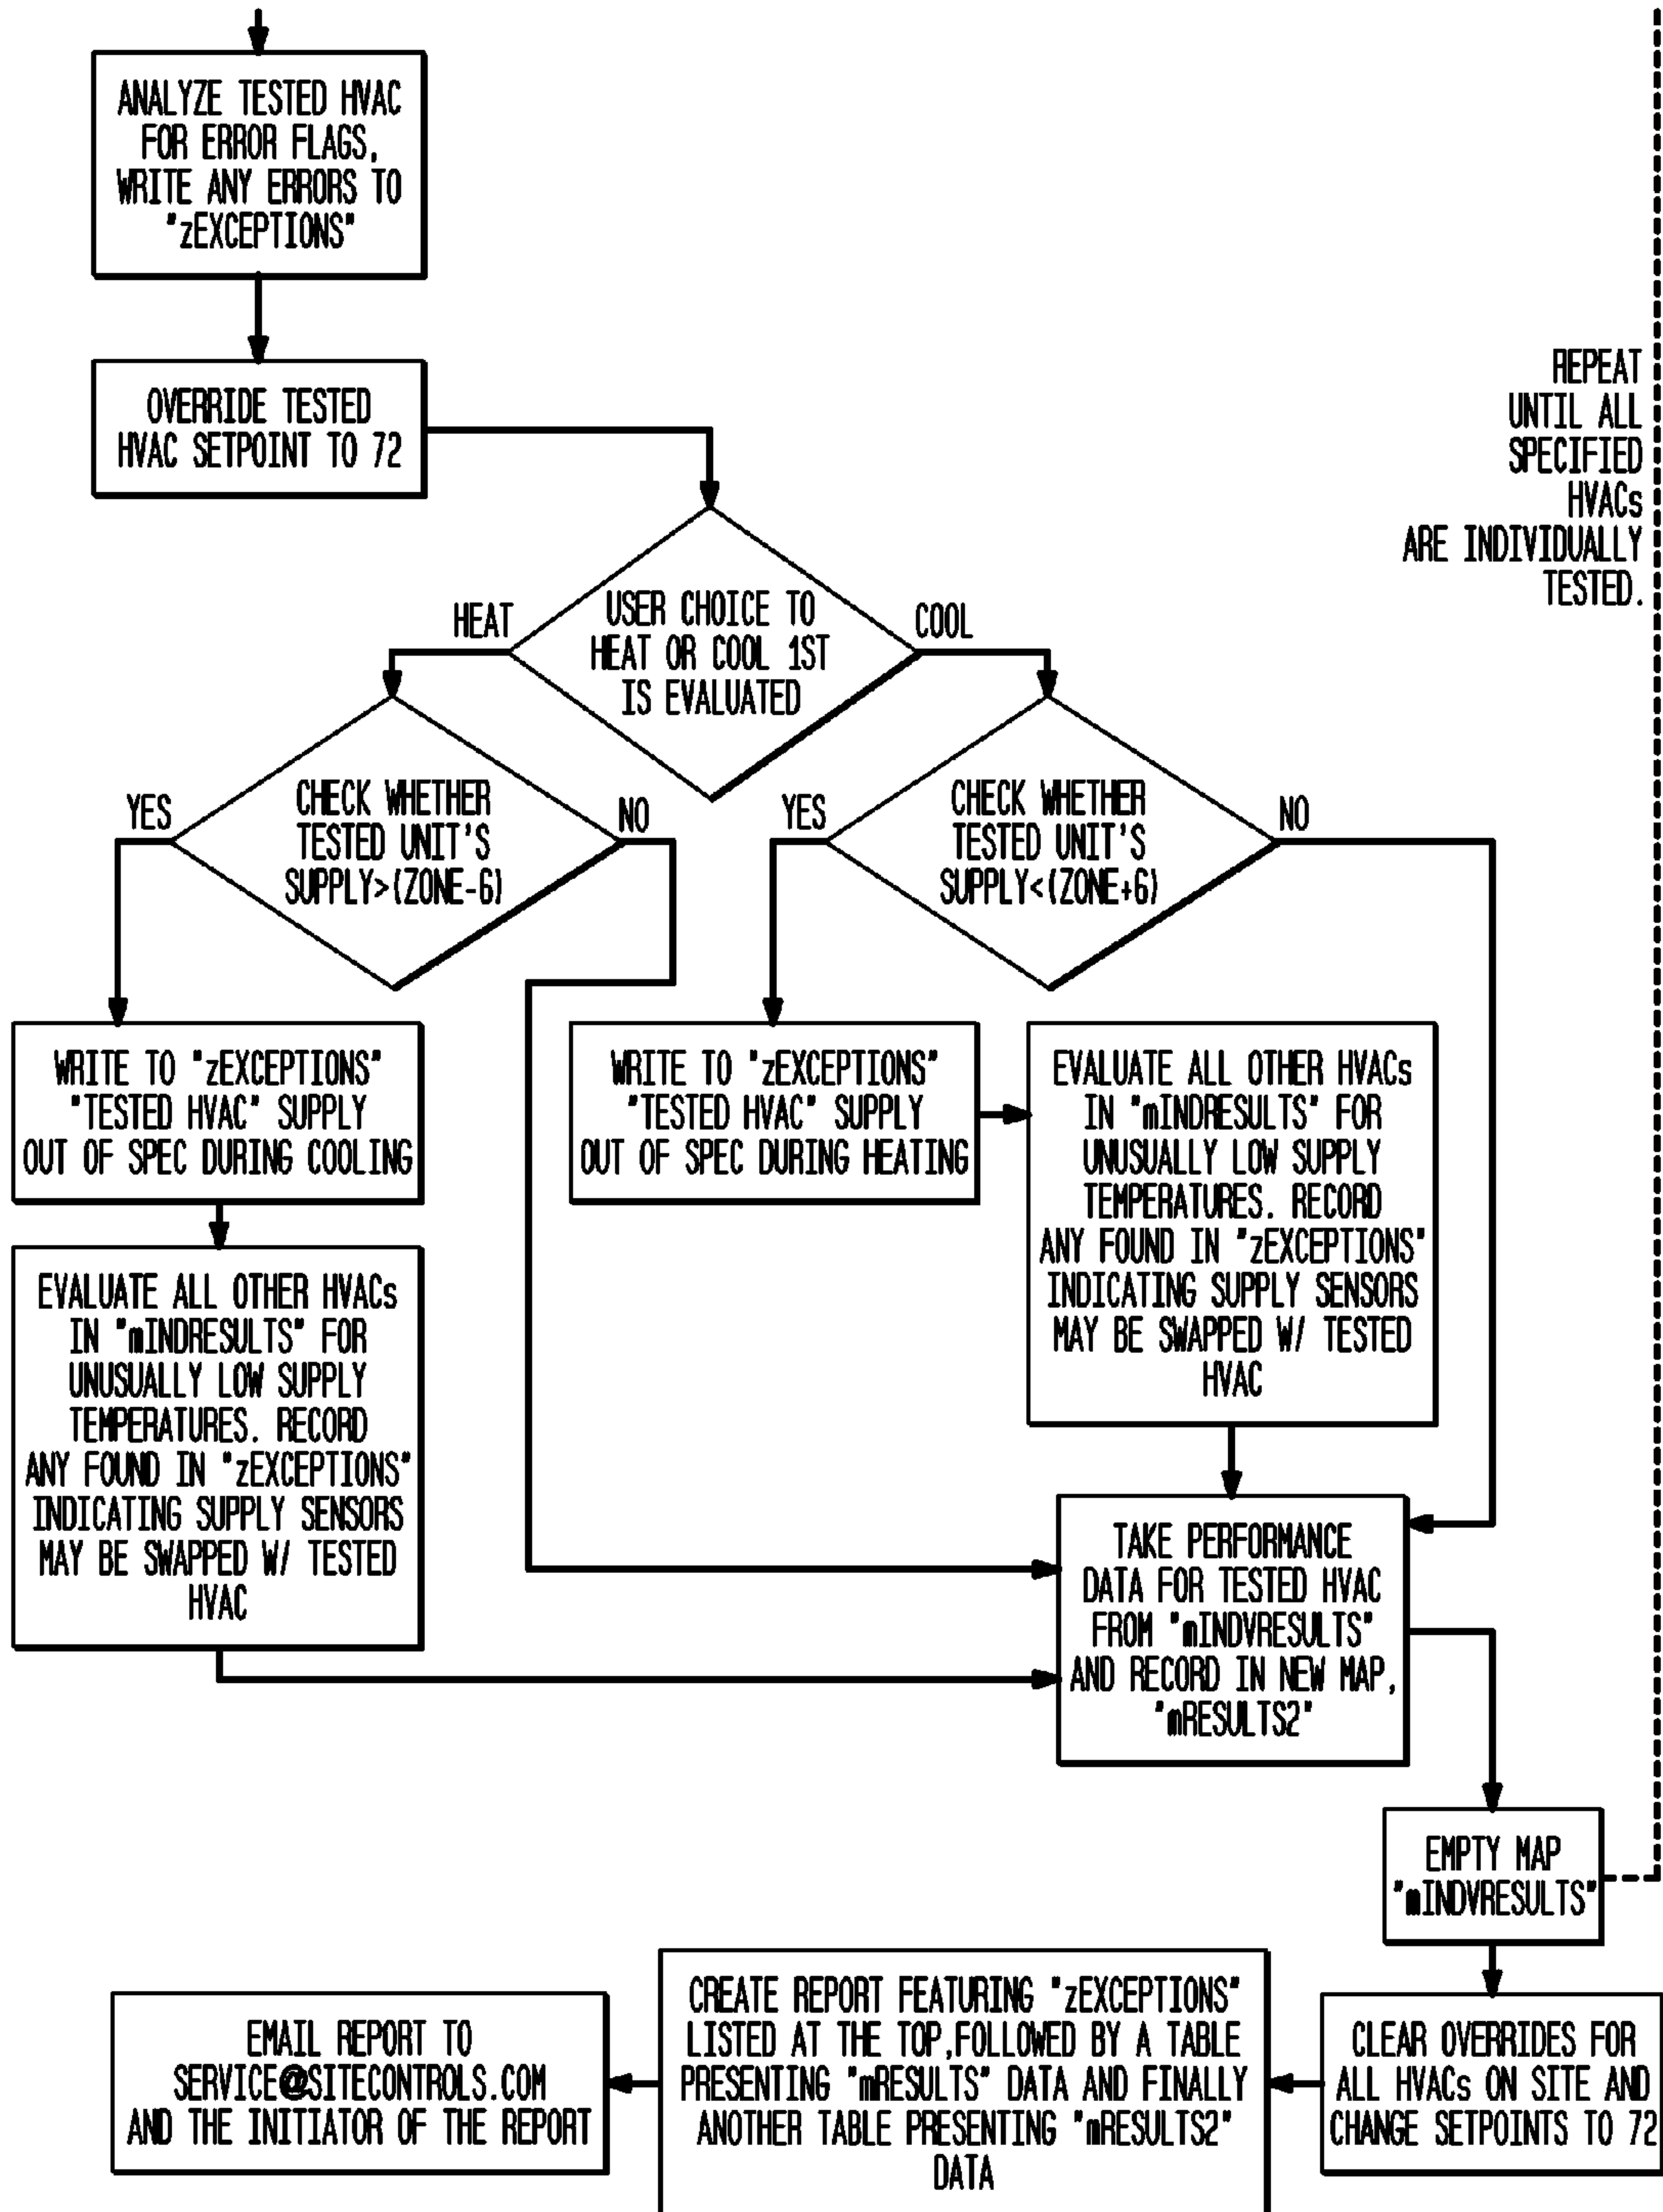 ANALYZE TESTED HVAC
FOR ERROR FLAGS,
WRITE ANY ERRORS TO
"zEXCEPTIONS"
OVERRIDE TESTED
HVAC SETPOINT TO 72
REPEAT
UNTIL ALL
SPECIFIED
HVACs
ARE INDIVIDUALLY
TESTED.
USER CHOICE TO
HEAT OR COOL 1ST
IS EVALUATED
HEAT
COOL
CHECK WHETHER
TESTED UNIT'S
SUPPLY>(ZONE-6)
YES
NO
CHECK WHETHER
TESTED UNIT'S
SUPPLY<(ZONE+6)
YES
NO
WRITE TO "zEXCEPTIONS"
"TESTED HVAC" SUPPLY
OUT OF SPEC DURING COOLING
WRITE TO "zEXCEPTIONS"
"TESTED HVAC" SUPPLY
OUT OF SPEC DURING HEATING
EVALUATE ALL OTHER HVACs
IN "mINDRESULTS" FOR
UNUSUALLY LOW SUPPLY
TEMPERATURES. RECORD
ANY FOUND IN "zEXCEPTIONS"
INDICATING SUPPLY SENSORS
MAY BE SWAPPED W/ TESTED
HVAC
EVALUATE ALL OTHER HVACs
IN "mINDRESULTS" FOR
UNUSUALLY LOW SUPPLY
TEMPERATURES. RECORD
ANY FOUND IN "zEXCEPTIONS"
INDICATING SUPPLY SENSORS
MAY BE SWAPPED W/ TESTED
HVAC
TAKE PERFORMANCE
DATA FOR TESTED HVAC
FROM "mINDVRESULTS"
AND RECORD IN NEW MAP,
"mRESULTS2"
EMPTY MAP
"mINDVRESULTS"
CLEAR OVERRIDES FOR
ALL HVACs ON SITE AND
CHANGE SETPOINTS TO 72
CREATE REPORT FEATURING "zEXCEPTIONS"
LISTED AT THE TOP,FOLLOWED BY A TABLE
PRESENTING "mRESULTS" DATA AND FINALLY
ANOTHER TABLE PRESENTING "mRESULTS2"
DATA
EMAIL REPORT TO
SERVICE@SITECONTROLS.COM
AND THE INITIATOR OF THE REPORT